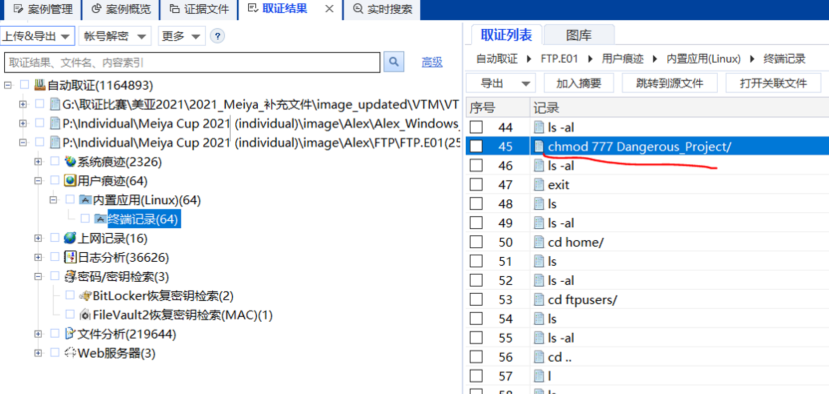 案例管理 案例概览 证据文件 取证结果 × 实时搜索
上传&导出 帐号解密 更多 ?
取证结果、文件名、内容索引 高级
自动取证(1164893)
G:\取证比赛\美亚2021\2021_Meiya_补充文件\image_updated\VTM\VT
P:\Individual\Meiya Cup 2021 (individual)\image\Alex\Alex_Windows_
P:\Individual\Meiya Cup 2021 (individual)\image\Alex\FTP\FTP.E01(25
系统痕迹(2326)
用户痕迹(64)
内置应用(Linux)(64)
终端记录(64)
上网记录(16)
日志分析(36626)
密码/密钥检索(3)
BitLocker恢复密钥检索(2)
FileVault2恢复密钥检索(MAC)(1)
文件分析(219644)
Web服务器(3)
取证列表 图库
自动取证 FTP.E01 用户痕迹 内置应用(Linux) 终端记录
导出 加入摘要 跳转到源文件 打开关联文件
序号 记录
44 ls -al
45 chmod 777 Dangerous_Project/
46 ls -al
47 exit
48 ls
49 ls -al
50 cd home/
51 ls
52 ls -al
53 cd ftpusers/
54 ls
55 ls -al
56 cd ..
57 l
58 ls